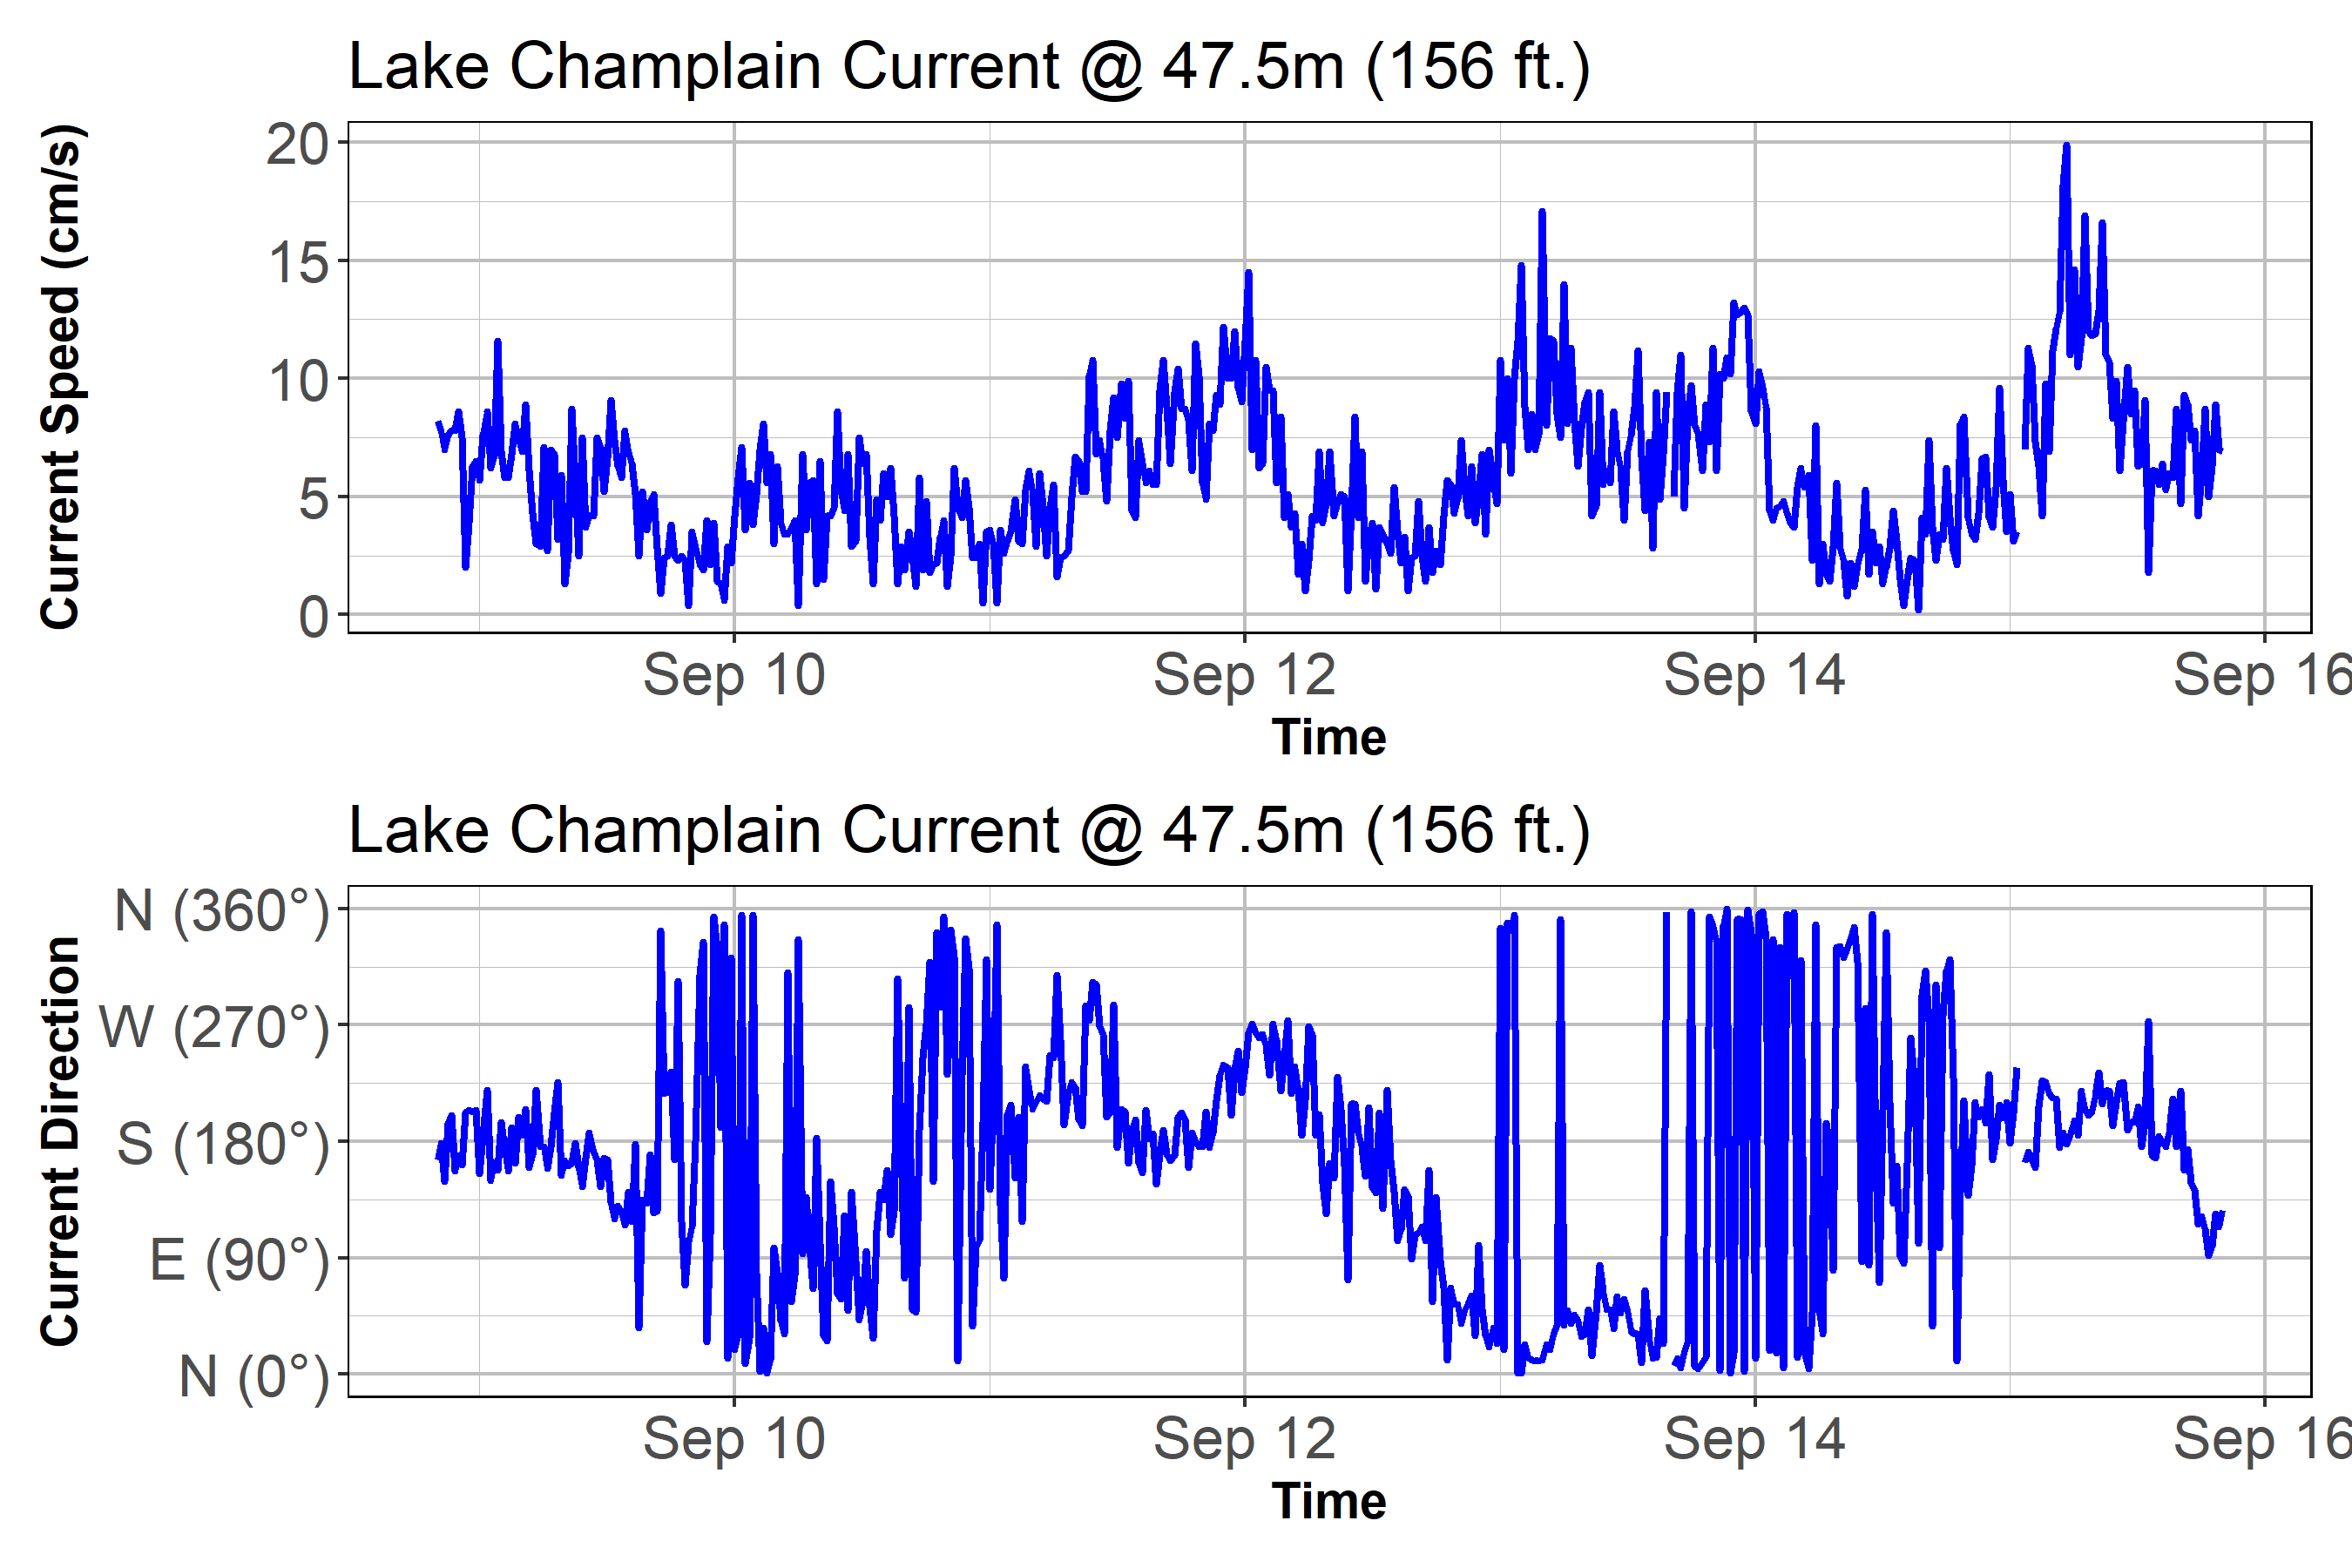 Lake Champlain Current @ 47.5m (156 ft.)
Current Speed (cm/s)
20
15
10
5
0
Sep 10 Sep 12 Sep 14 Sep 16
Time
Lake Champlain Current @ 47.5m (156 ft.)
Current Direction
N (360°)
W (270°)
S (180°)
E (90°)
N (0°)
Sep 10 Sep 12 Sep 14 Sep 16
Time